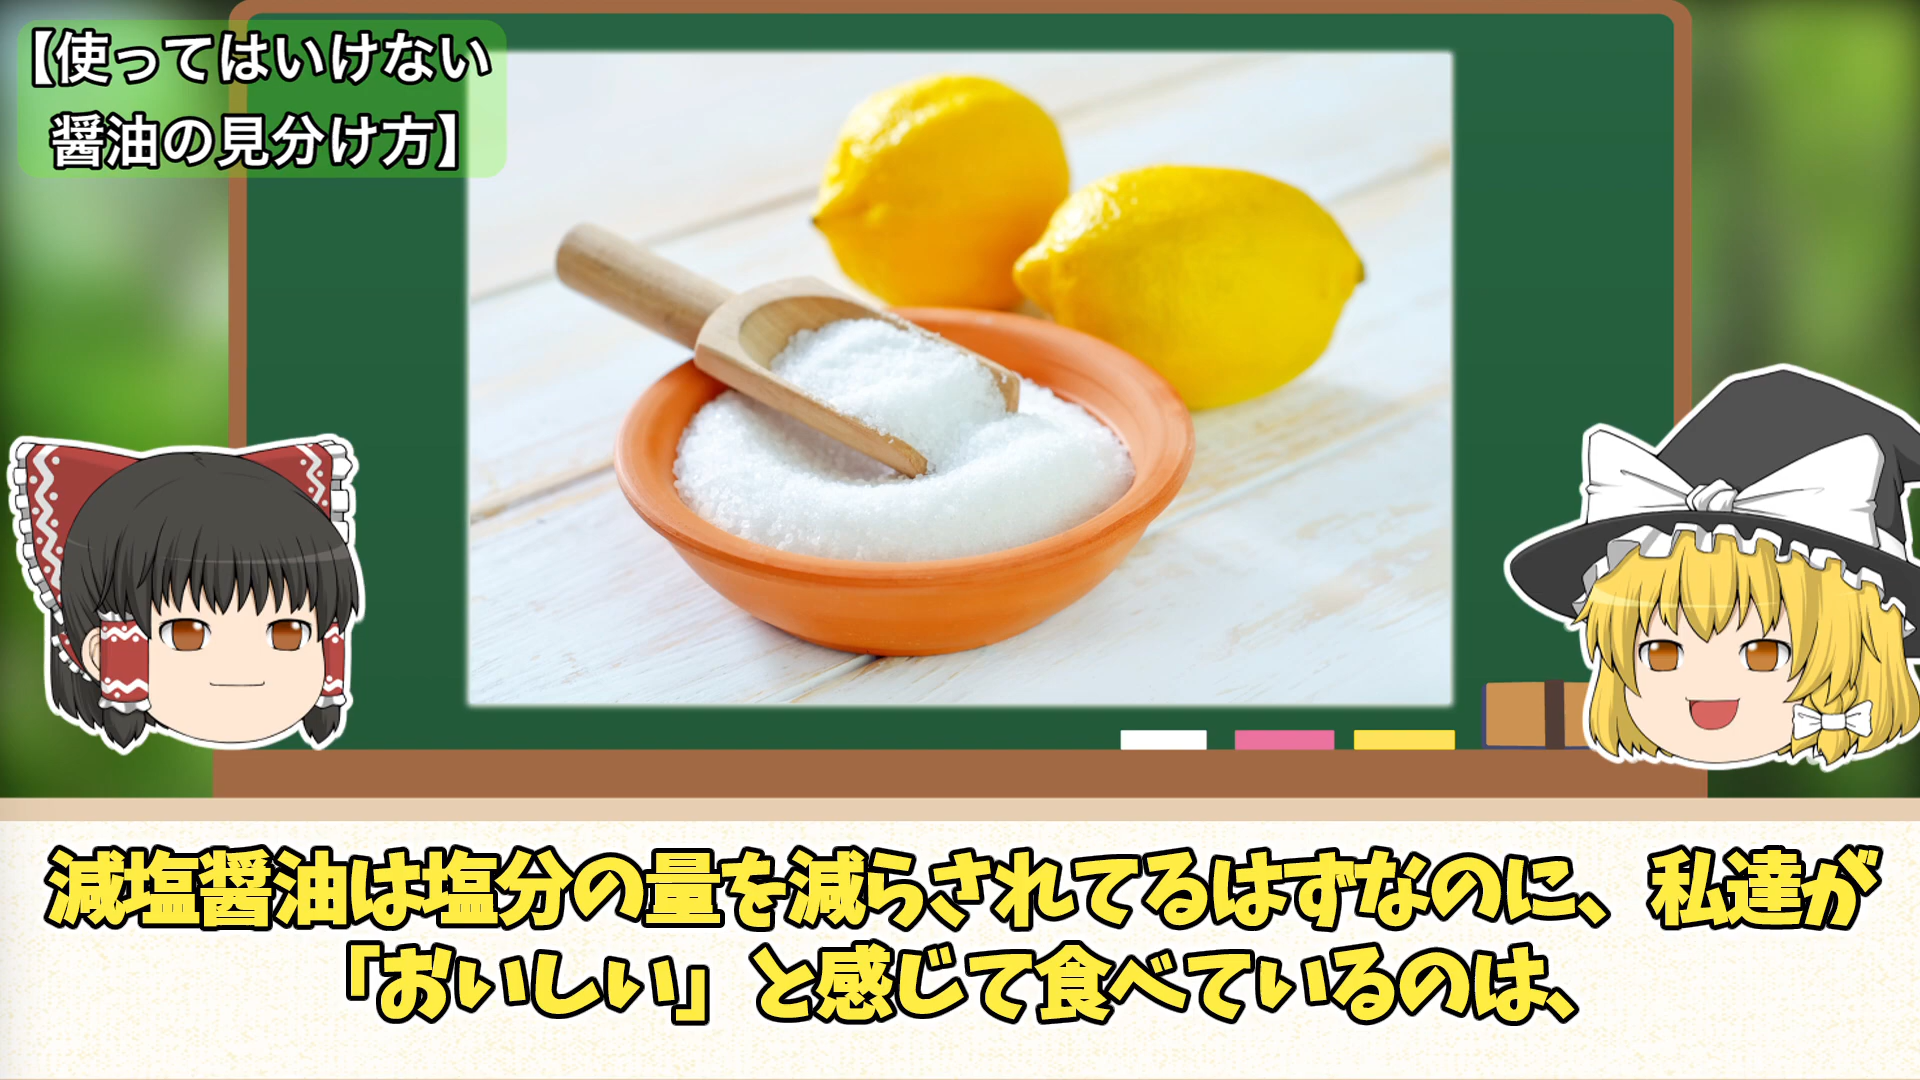 【使ってはいけない
醤油の見分け方】
減塩醤油は塩分の量を減らされてるはずなのに、私達が
「おいしい」と感じて食べているのは、